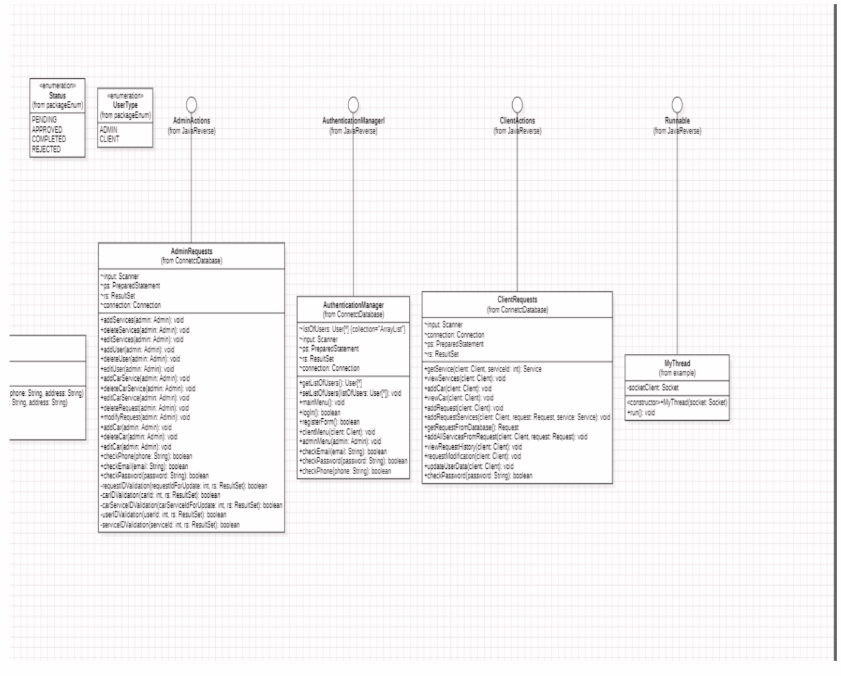 «enumeration»
Status
(from packageEnum)
PENDING
APPROVED
COMPLETED
REJECTED
«enumeration»
UserType
(from packageEnum)
ADMIN
CLIENT
AdminActions
(from JavaReverse)
AuthenticationManagerI
(from JavaReverse)
ClientActions
(from JavaReverse)
Runnable
(from JavaReverse)
phone: String, address: String)
String, address: String)
AdminRequests
(from ConnetctDatabase)
~input: Scanner
~ps: PreparedStatement
~rs: ResultSet
~connection: Connection
+addServices(admin: Admin): void
+deleteServices(admin: Admin): void
+editServices(admin: Admin): void
+addUser(admin: Admin): void
+deleteUser(admin: Admin): void
+editUser(admin: Admin): void
+addCarService(admin: Admin): void
+deleteCarService(admin: Admin): void
+editCarService(admin: Admin): void
+deleteRequest(admin: Admin): void
+modifyRequest(admin: Admin): void
+addCar(admin: Admin): void
+deleteCar(admin: Admin): void
+editCar(admin: Admin): void
+checkPhone(phone: String): boolean
+checkEmail(email: String): boolean
+checkPassword(password: String): boolean
-requestIDValidation(requestIdForUpdate: int, rs: ResultSet): boolean
-carIDValidation(carId: int, rs: ResultSet): boolean
-carServiceIDValidation(carServiceIdForUpdate: int, rs: ResultSet): boolean
-userIDValidation(userId: int, rs: ResultSet): boolean
-serviceIDValidation(serviceId: int, rs: ResultSet): boolean
AuthenticationManager
(from ConnetctDatabase)
~listOfUsers: User[*] {collection="ArrayList"}
~input: Scanner
~ps: PreparedStatement
~rs: ResultSet
~connection: Connection
+getListOfUsers(): User[*]
+setListOfUsers(listOfUsers: User[*]): void
+mainMenu(): void
+logIn(): boolean
+registerForm(): boolean
+clientMenu(client: Client): void
+adminMenu(admin: Admin): void
+checkEmail(email: String): boolean
+checkPassword(password: String): boolean
+checkPhone(phone: String): boolean
ClientRequests
(from ConnetctDatabase)
~input: Scanner
~connection: Connection
~ps: PreparedStatement
~rs: ResultSet
+getService(client: Client, serviceId: int): Service
+viewServices(client: Client): void
+addCar(client: Client): void
+viewCar(client: Client): void
+addRequest(client: Client): void
+addRequestServices(client: Client, request: Request, service: Service): void
+getRequestFromDatabase(): Request
+addAllServicesFromRequest(client: Client, request: Request): void
+viewRequestHistory(client: Client): void
+requestModification(client: Client): void
+updateUserData(client: Client): void
+checkPassword(password: String): boolean
MyThread
(from example)
-socketClient: Socket
«constructor»+MyThread(socket: Socket)
+run(): void